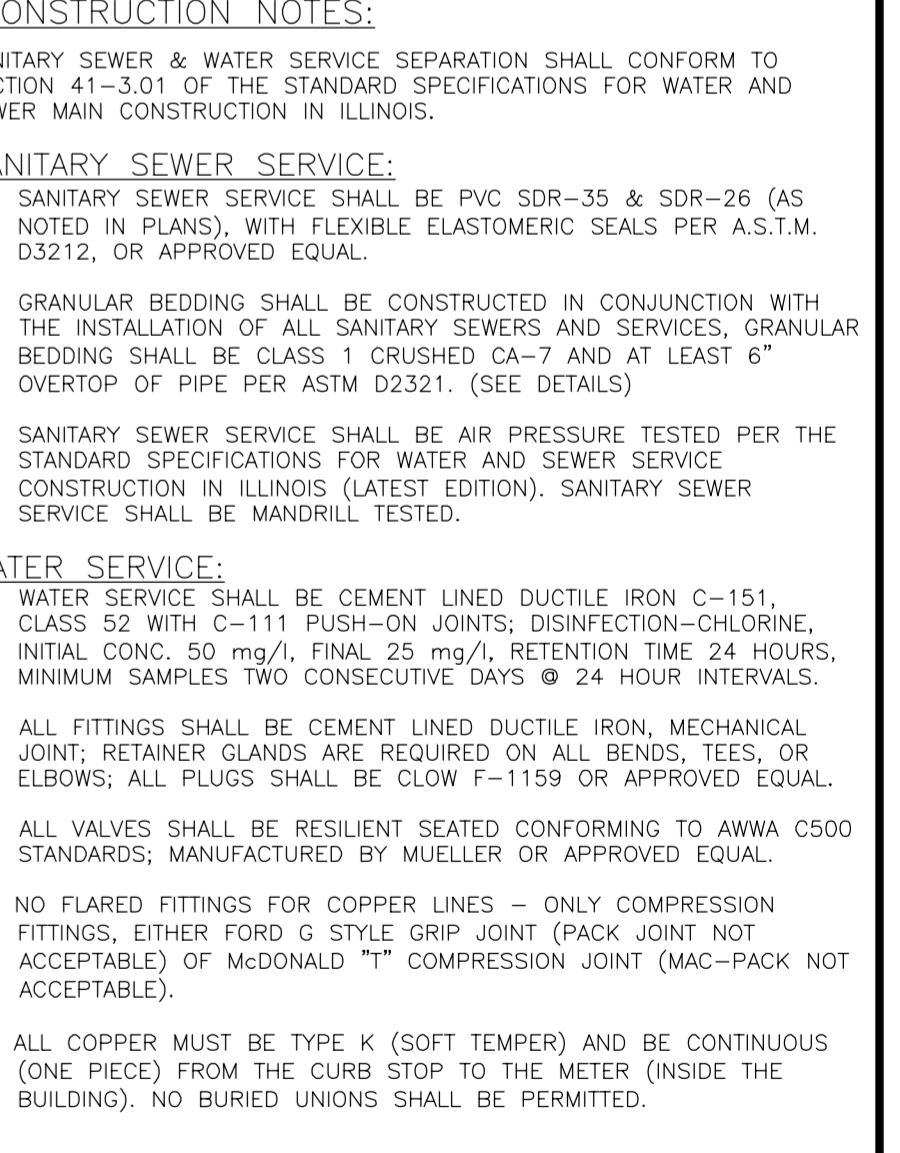 ONSTRUCTION NOTES:
NITARY SEWER & WATER SERVICE SEPARATION SHALL CONFORM TO
CTION 41-3.01 OF THE STANDARD SPECIFICATIONS FOR WATER AND
WER MAIN CONSTRUCTION IN ILLINOIS.
ANITARY SEWER SERVICE:
SANITARY SEWER SERVICE SHALL BE PVC SDR-35 & SDR-26 (AS
NOTED IN PLANS), WITH FLEXIBLE ELASTOMERIC SEALS PER A.S.T.M.
D3212, OR APPROVED EQUAL.
GRANULAR BEDDING SHALL BE CONSTRUCTED IN CONJUNCTION WITH
THE INSTALLATION OF ALL SANITARY SEWERS AND SERVICES, GRANULAR
BEDDING SHALL BE CLASS 1 CRUSHED CA-7 AND AT LEAST 6"
OVERTOP OF PIPE PER ASTM D2321. (SEE DETAILS)
SANITARY SEWER SERVICE SHALL BE AIR PRESSURE TESTED PER THE
STANDARD SPECIFICATIONS FOR WATER AND SEWER SERVICE
CONSTRUCTION IN ILLINOIS (LATEST EDITION). SANITARY SEWER
SERVICE SHALL BE MANDRILL TESTED.
ATER SERVICE:
WATER SERVICE SHALL BE CEMENT LINED DUCTILE IRON C-151,
CLASS 52 WITH C-111 PUSH-ON JOINTS; DISINFECTION-CHLORINE,
INITIAL CONC. 50 mg/l, FINAL 25 mg/l, RETENTION TIME 24 HOURS,
MINIMUM SAMPLES TWO CONSECUTIVE DAYS @ 24 HOUR INTERVALS.
ALL FITTINGS SHALL BE CEMENT LINED DUCTILE IRON, MECHANICAL
JOINT; RETAINER GLANDS ARE REQUIRED ON ALL BENDS, TEES, OR
ELBOWS; ALL PLUGS SHALL BE CLOW F-1159 OR APPROVED EQUAL.
ALL VALVES SHALL BE RESILIENT SEATED CONFORMING TO AWWA C500
STANDARDS; MANUFACTURED BY MUELLER OR APPROVED EQUAL.
NO FLARED FITTINGS FOR COPPER LINES - ONLY COMPRESSION
FITTINGS, EITHER FORD G STYLE GRIP JOINT (PACK JOINT NOT
ACCEPTABLE) OF McDONALD "T" COMPRESSION JOINT (MAC-PACK NOT
ACCEPTABLE).
ALL COPPER MUST BE TYPE K (SOFT TEMPER) AND BE CONTINUOUS
(ONE PIECE) FROM THE CURB STOP TO THE METER (INSIDE THE
BUILDING). NO BURIED UNIONS SHALL BE PERMITTED.